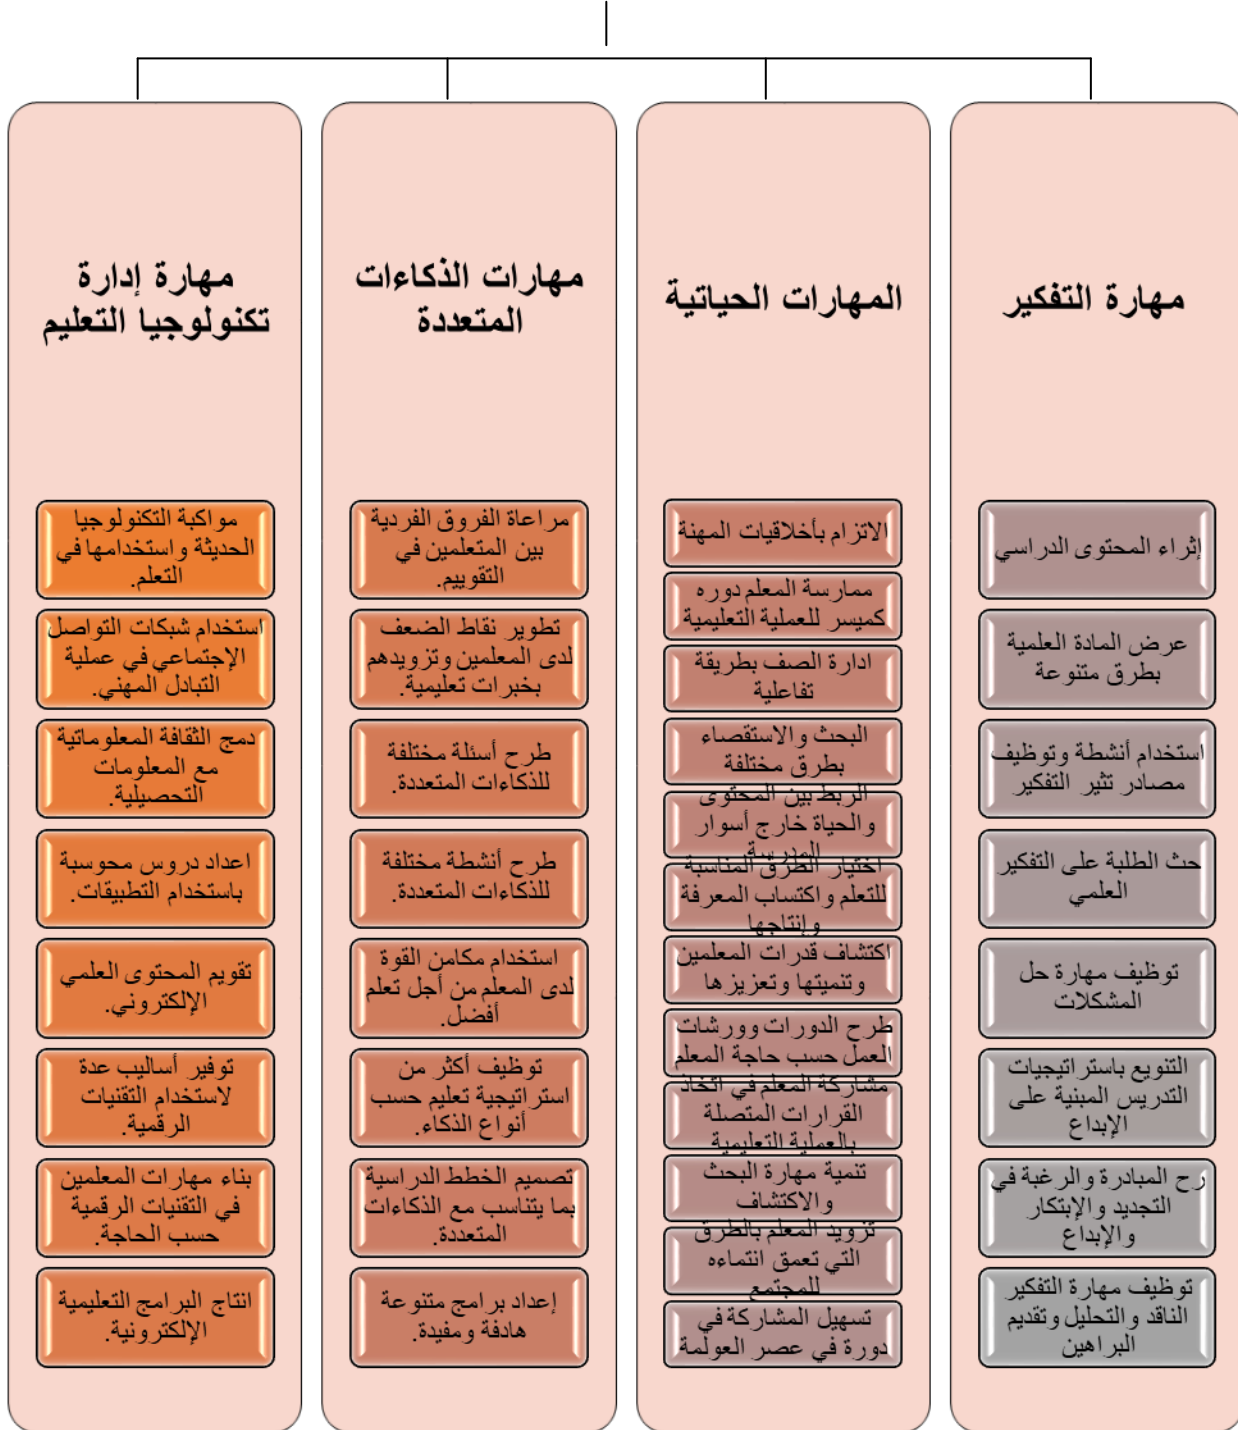 مهارة التفكير
إثراء المحتوى الدراسي
عرض المادة العلمية
بطرق متنوعة
استخدام أنشطة وتوظيف
مصادر تثير التفكير
حث الطلبة على التفكير
العلمي
توظيف مهارة حل
المشكلات
التنويع باستراتيجيات
التدريس المبنية على
الإبداع
رح المبادرة والرغبة في
التجديد والإبتكار
والإبداع
توظيف مهارة التفكير
الناقد والتحليل وتقديم
البراهين
المهارات الحياتية
الاتزام بأخلاقيات المهنة
ممارسة المعلم دوره
كميسر للعملية التعليمية
ادارة الصف بطريقة
تفاعلية
البحث والاستقصاء
بطرق مختلفة
الربط بين المحتوى
والحياة خارج أسوار
المدرسة
اختيار الطرق المناسبة
للتعلم واكتساب المعرفة
وإنتاجها
اكتشاف قدرات المعلمين
وتنميتها وتعزيزها
طرح الدورات وورشات
العمل حسب حاجة المعلم
مشاركة المعلم في اتخاذ
القرارات المتصلة
بالعملية التعليمية
تنمية مهارة البحث
والاكتشاف
تزويد المعلم بالطرق
التي تعمق انتماءه
للمجتمع
تسهيل المشاركة في
دورة في عصر العولمة
مهارات الذكاءات
المتعددة
مراعاة الفروق الفردية
بين المتعلمين في
التقوييم.
تطوير نقاط الضعف
لدى المعلمين وتزويدهم
بخبرات تعليمية.
طرح أسئلة مختلفة
للذكاءات المتعددة.
طرح أنشطة مختلفة
للذكاءات المتعددة.
استخدام مكامن القوة
لدى المعلم من أجل تعلم
أفضل.
توظيف أكثر من
استراتيجية تعليم حسب
أنواع الذكاء.
تصميم الخطط الدراسية
بما يتناسب مع الذكاءات
المتعددة.
إعداد برامج متنوعة
هادفة ومفيدة.
مهارة إدارة
تكنولوجيا التعليم
مواكبة التكنولوجيا
الحديثة واستخدامها في
التعلم.
استخدام شبكات التواصل
الإجتماعي في عملية
التبادل المهني.
دمج الثقافة المعلوماتية
مع المعلومات
التحصيلية.
اعداد دروس محوسبة
باستخدام التطبيقات.
تقويم المحتوى العلمي
الإلكتروني.
توفير أساليب عدة
لاستخدام التقنيات
الرقمية.
بناء مهارات المعلمين
في التقنيات الرقمية
حسب الحاجة.
انتاج البرامج التعليمية
الإلكترونية.